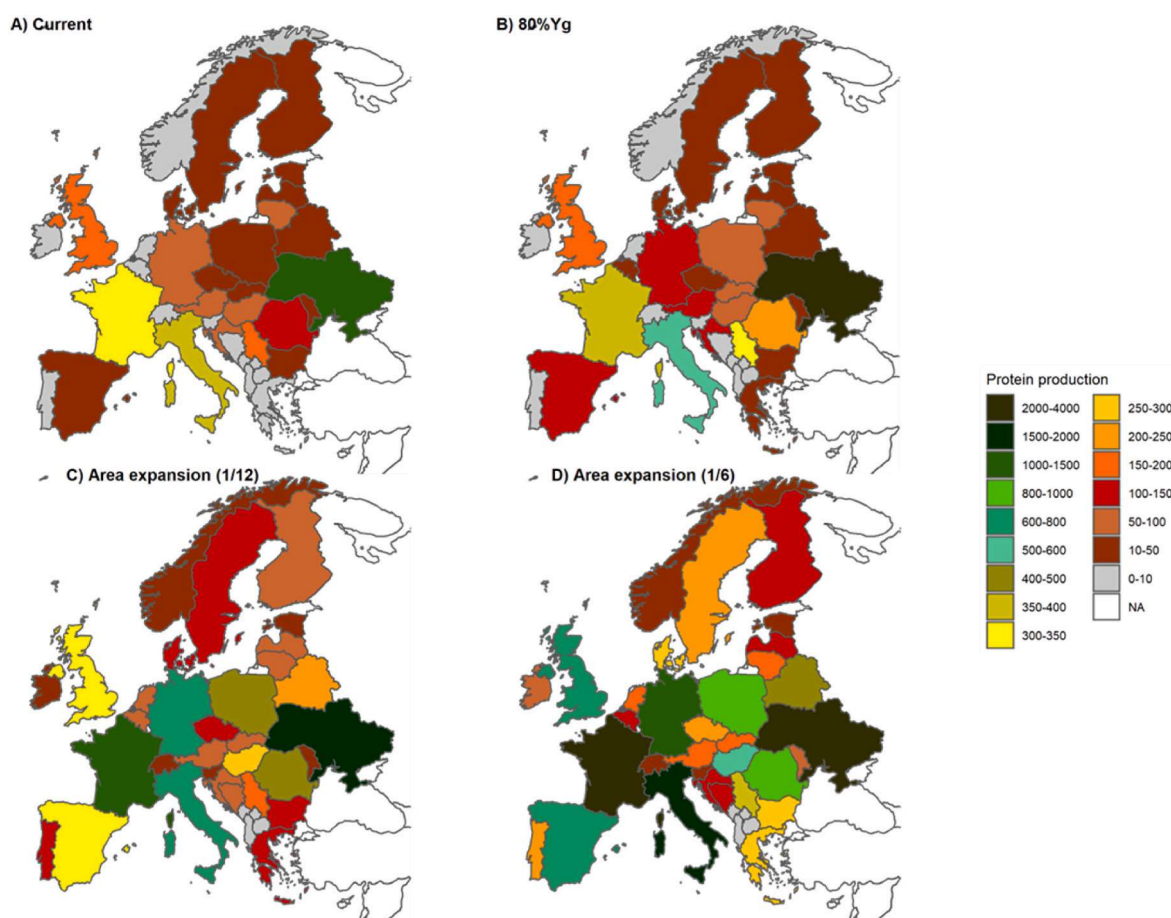 A) Current
B) 80%Yg
C) Area expansion (1/12)
D) Area expansion (1/6)
Protein production
2000-4000
1500-2000
1000-1500
800-1000
600-800
500-600
400-500
350-400
300-350
250-300
200-250
150-200
100-150
50-100
10-50
0-10
NA